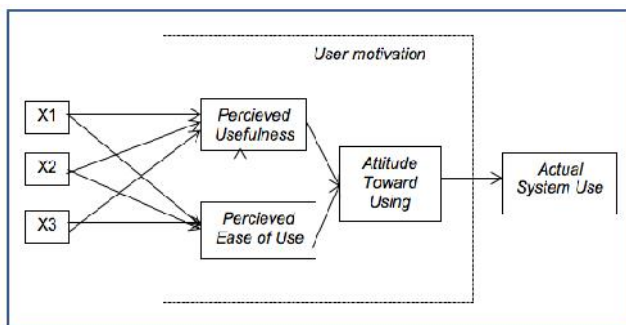 User motivation
X1
X2
X3
Percieved
Usefulness
Percieved
Ease of Use
Attitude
Toward
Using
Actual
System Use